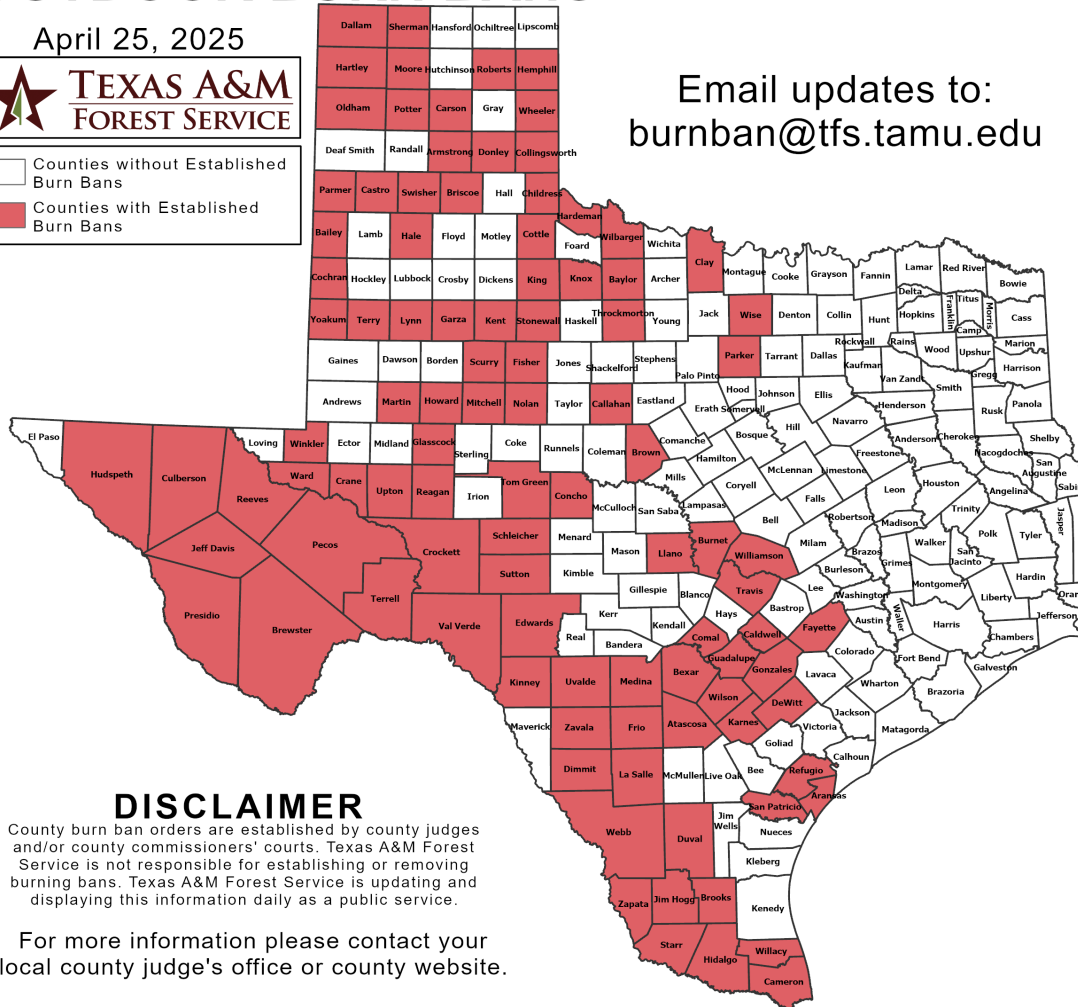 April 25, 2025
TEXAS A&M
FOREST SERVICE
Counties without Established
Burn Bans
Counties with Established
Burn Bans
Email updates to:
burnban@tfs.tamu.edu
Dallam Sherman Hansford Ochiltree Lipscomb
Hartley Moore Hutchinson Roberts Hemphill
Oldham Potter Carson Gray Wheeler
Deaf Smith Randall Armstrong Donley Collingsworth
Parmer Castro Swisher Briscoe Hall Childress
Hardeman
Bailey Lamb Hale Floyd Motley Cottle Foard Wilbarger Wichita
Clay Montague Cooke Grayson Fannin Lamar Red River Bowie
Cochran Hockley Lubbock Crosby Dickens King Knox Baylor Archer
Delta Franklin Titus Morris Cass
Yoakum Terry Lynn Garza Kent Stonewall Haskell Throckmorton Young Jack Wise Denton Collin Hunt Hopkins Camp
Rockwall Rains Wood Upshur Marion
Gaines Dawson Borden Scurry Fisher Jones Shackelford Stephens Palo Pinto Parker Tarrant Dallas Kaufman Van Zandt Gregg Harrison
Smith
Andrews Martin Howard Mitchell Nolan Taylor Callahan Eastland Erath Hood Somervell Johnson Ellis Henderson Rusk Panola
Navarro
El Paso Loving Winkler Ector Midland Glasscock Sterling Coke Runnels Coleman Brown Comanche Bosque Hill Anderson Cherokee Shelby
Hamilton Freestone Nacogdoches San
Augustine
Hudspeth Culberson Reeves Ward Crane Upton Reagan Irion Tom Green Concho Mills McLennan Limestone Houston Angelina
McCulloch San Saba Lampasas Coryell Falls Leon Trinity Jasper
Bell Robertson Madison Polk Tyler
Jeff Davis Pecos Crockett Schleicher Menard Mason Llano Burnet Williamson Milam Brazos Grimes Walker San
Jacinto
Sutton Kimble Burleson Montgomery Hardin
Presidio Brewster Terrell Val Verde Edwards Gillespie Blanco Travis Lee Washington Liberty
Kerr Kendall Hays Bastrop Austin Waller Harris Jefferson
Real Bandera Comal Caldwell Fayette Colorado Chambers
Guadalupe Gonzales Fort Bend Galveston
Kinney Uvalde Medina Bexar Lavaca Wharton Brazoria
Wilson DeWitt
Maverick Zavala Frio Atascosa Karnes Victoria Jackson Matagorda
Goliad Calhoun
Dimmit La Salle McMullen Live Oak Bee Refugio
Aransas
San Patricio
Webb Duval Jim
Wells Nueces
Kleberg
Zapata Jim Hogg Brooks Kenedy
Starr Hidalgo Willacy
Cameron
DISCLAIMER
County burn ban orders are established by county judges
and/or county commissioners' courts. Texas A&M Forest
Service is not responsible for establishing or removing
burning bans. Texas A&M Forest Service is updating and
displaying this information daily as a public service.
For more information please contact your
local county judge's office or county website.